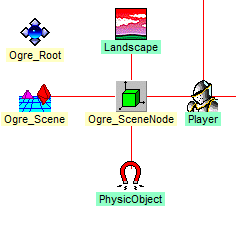 Ogre_Root
Landscape
Ogre_Scene
Ogre_SceneNode
Player
PhysicObject